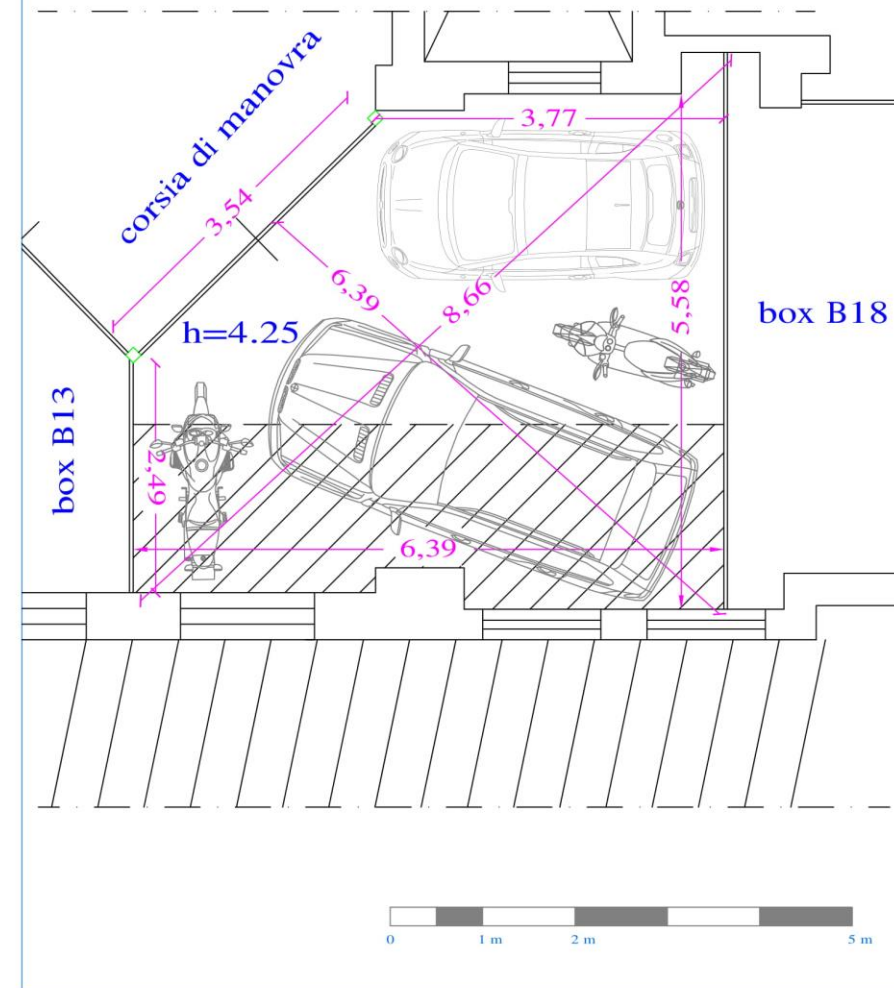 corsia di manovra
3,77
3,54
6,39
8,66
5,58
h=4.25
box B18
box B13
2,49
6,39
0
1 m
2 m
5 m